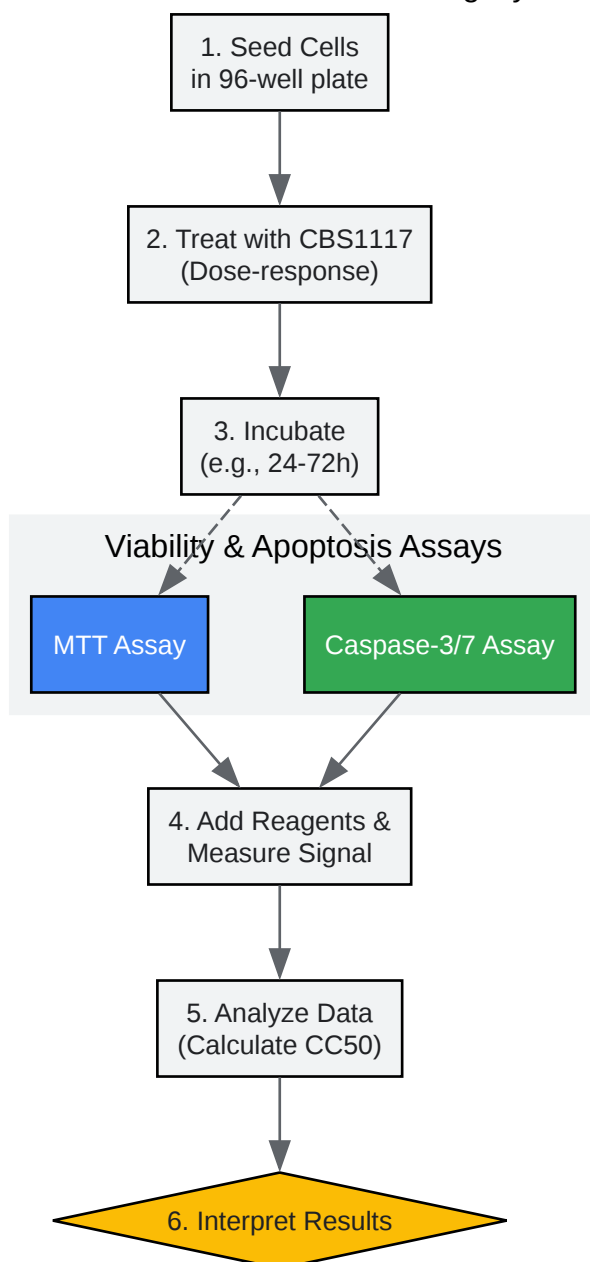 1. Seed Cells
in 96-well plate
2. Treat with CBS1117
(Dose-response)
3. Incubate
(e.g., 24-72h)
Viability & Apoptosis Assays
MTT Assay
Caspase-3/7 Assay
4. Add Reagents &
Measure Signal
5. Analyze Data
(Calculate CC50)
6. Interpret Results